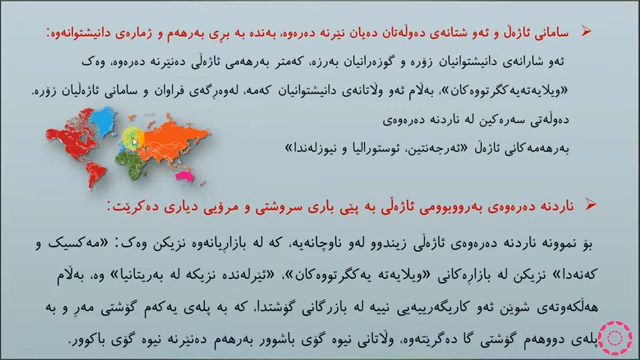 ➢ سامانی ئاژەڵ و ئەو شتانەی دەوڵەتان دەیان نێرنە دەرەوە، بەندە بە بڕی بەرهەم و ژمارەی دانیشتوانەوە:
ئەو شارانەی دانیشتوانیان زۆرە و گوزەرانیان بەرزە، کەمتر بەرهەمی ئاژەڵی دەنێرنە دەرەوە، وەک
«ویلایەتەیەکگرتووەکان»، بەڵام ئەو وڵاتانەی دانیشتوانیان کەمە، لەوەڕگەی فراوان و سامانی ئاژەڵیان زۆرە.
دەوڵەتی سەرەکین لە ناردنە دەرەوەی
بەرهەمەکانی ئاژەڵ «ئەرجەنتین، ئوستورالیا و نیوزلەندا»
➢ ناردنە دەرەوەی بەرووبوومی ئاژەڵی بە پێی باری سروشتی و مرۆیی دیاری دەکرێت:
بۆ نموونە ناردنە دەرەوەی ئاژەڵی زیندوو لەو ناوچانەیە، کە لە بازاڕیانەوە نزیکن وەک: «مەکسیک و
کەنەدا» نزیکن لە بازاڕەکانی «ویلایەتە یەکگرتووەکان»، «ئێرلەندە نزیکە لە بەریتانیا» وە، بەڵام
هەڵکەوتەی شوێن ئەو کاریگەرییەیی نییە لە بازرگانی گۆشتدا، کە بە پلەی یەکەم گۆشتی مەڕ و بە
پلەی دووهەم گۆشتی گا دەگرێتەوە، وڵاتانی نیوە گۆی باشوور بەرهەم دەنێرنە نیوە گۆی باکوور.